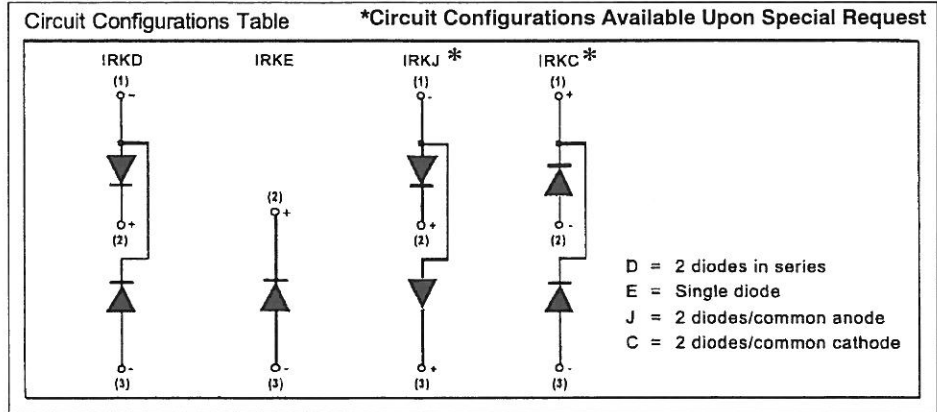 Circuit Configurations Table
*Circuit Configurations Available Upon Special Request
IRKD
IRKE
IRKJ *
IRKC *
(1)
-
(1)
-
(1)
+
(2)
+
+
(2)
+
(2)
-
(2)
D = 2 diodes in series
E = Single diode
J = 2 diodes/common anode
C = 2 diodes/common cathode
-
(3)
-
(3)
+
(3)
-
(3)